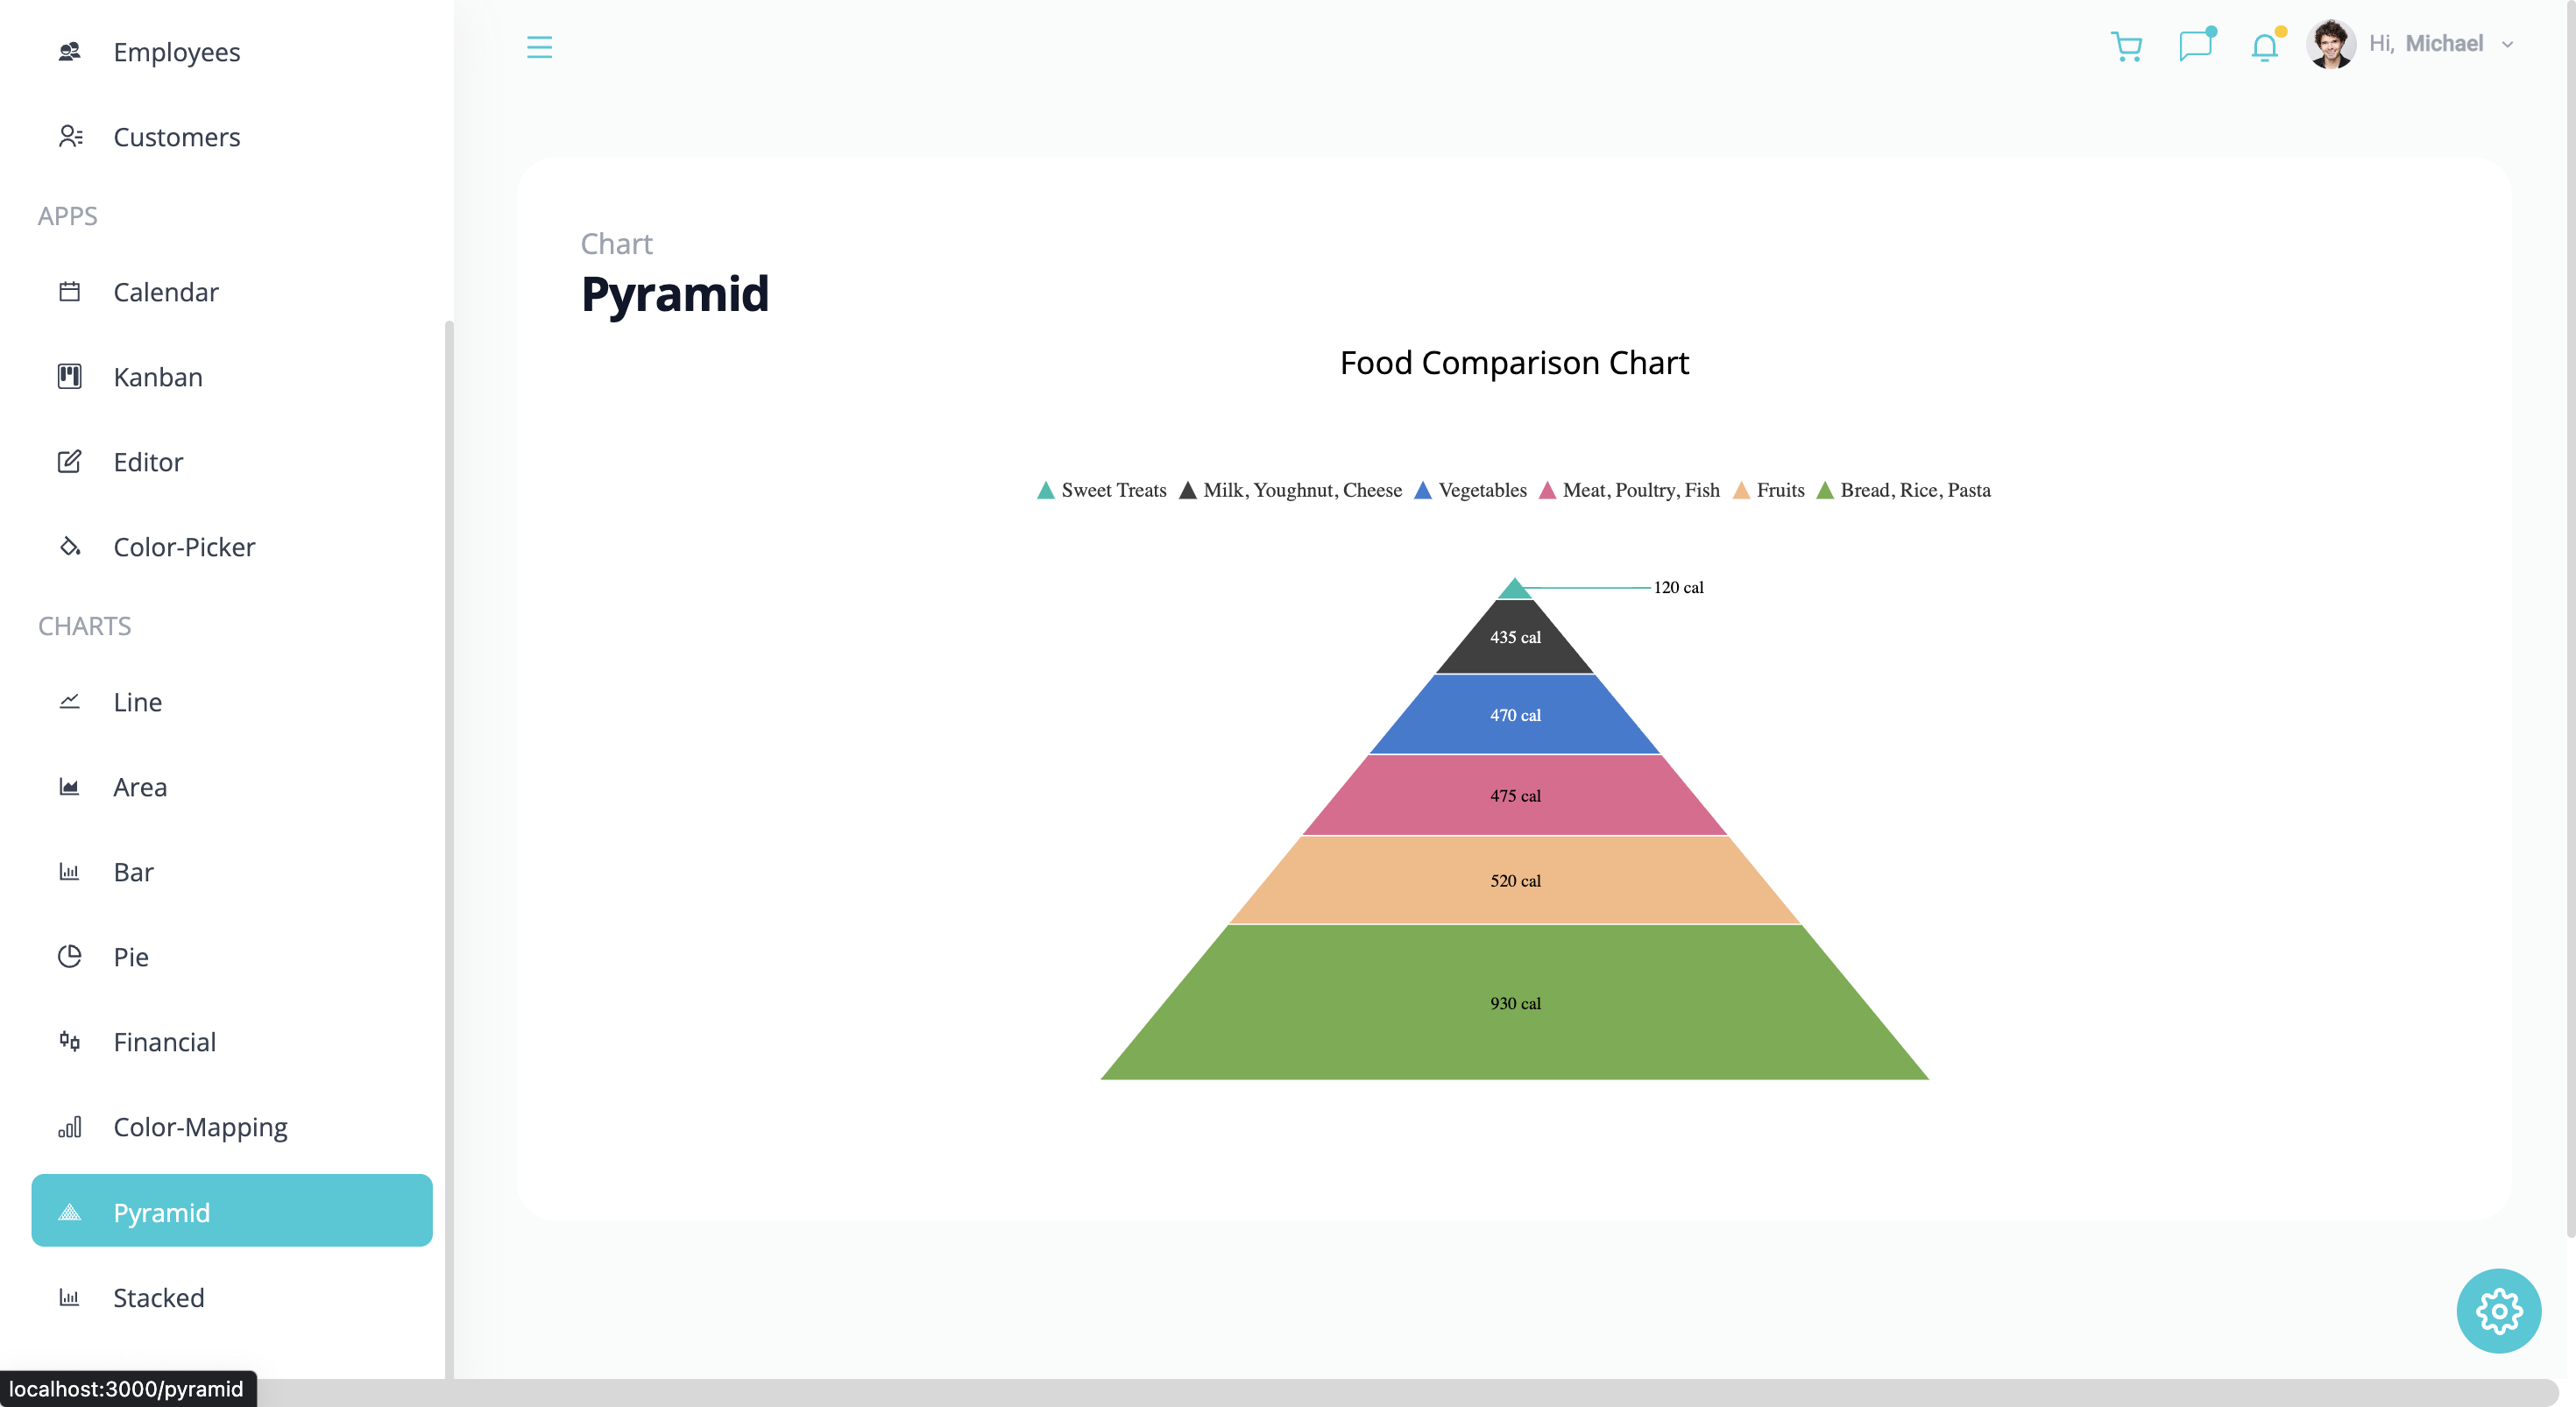 Employees
Customers
APPS
Calendar
Kanban
Editor
Color-Picker
CHARTS
Line
Area
Bar
Pie
Financial
Color-Mapping
Pyramid
Stacked
localhost:3000/pyramid
Hi, Michael
Chart
Pyramid
Food Comparison Chart
Sweet Treats Milk, Youghnut, Cheese Vegetables Meat, Poultry, Fish Fruits Bread, Rice, Pasta
120 cal
435 cal
470 cal
475 cal
520 cal
930 cal